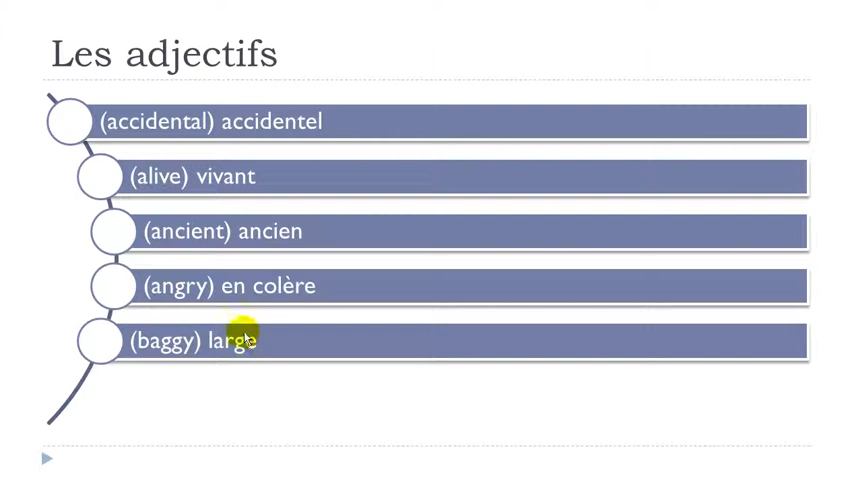 Les adjectifs
(accidental) accidentel
(alive) vivant
(ancient) ancien
(angry) en colère
(baggy) large